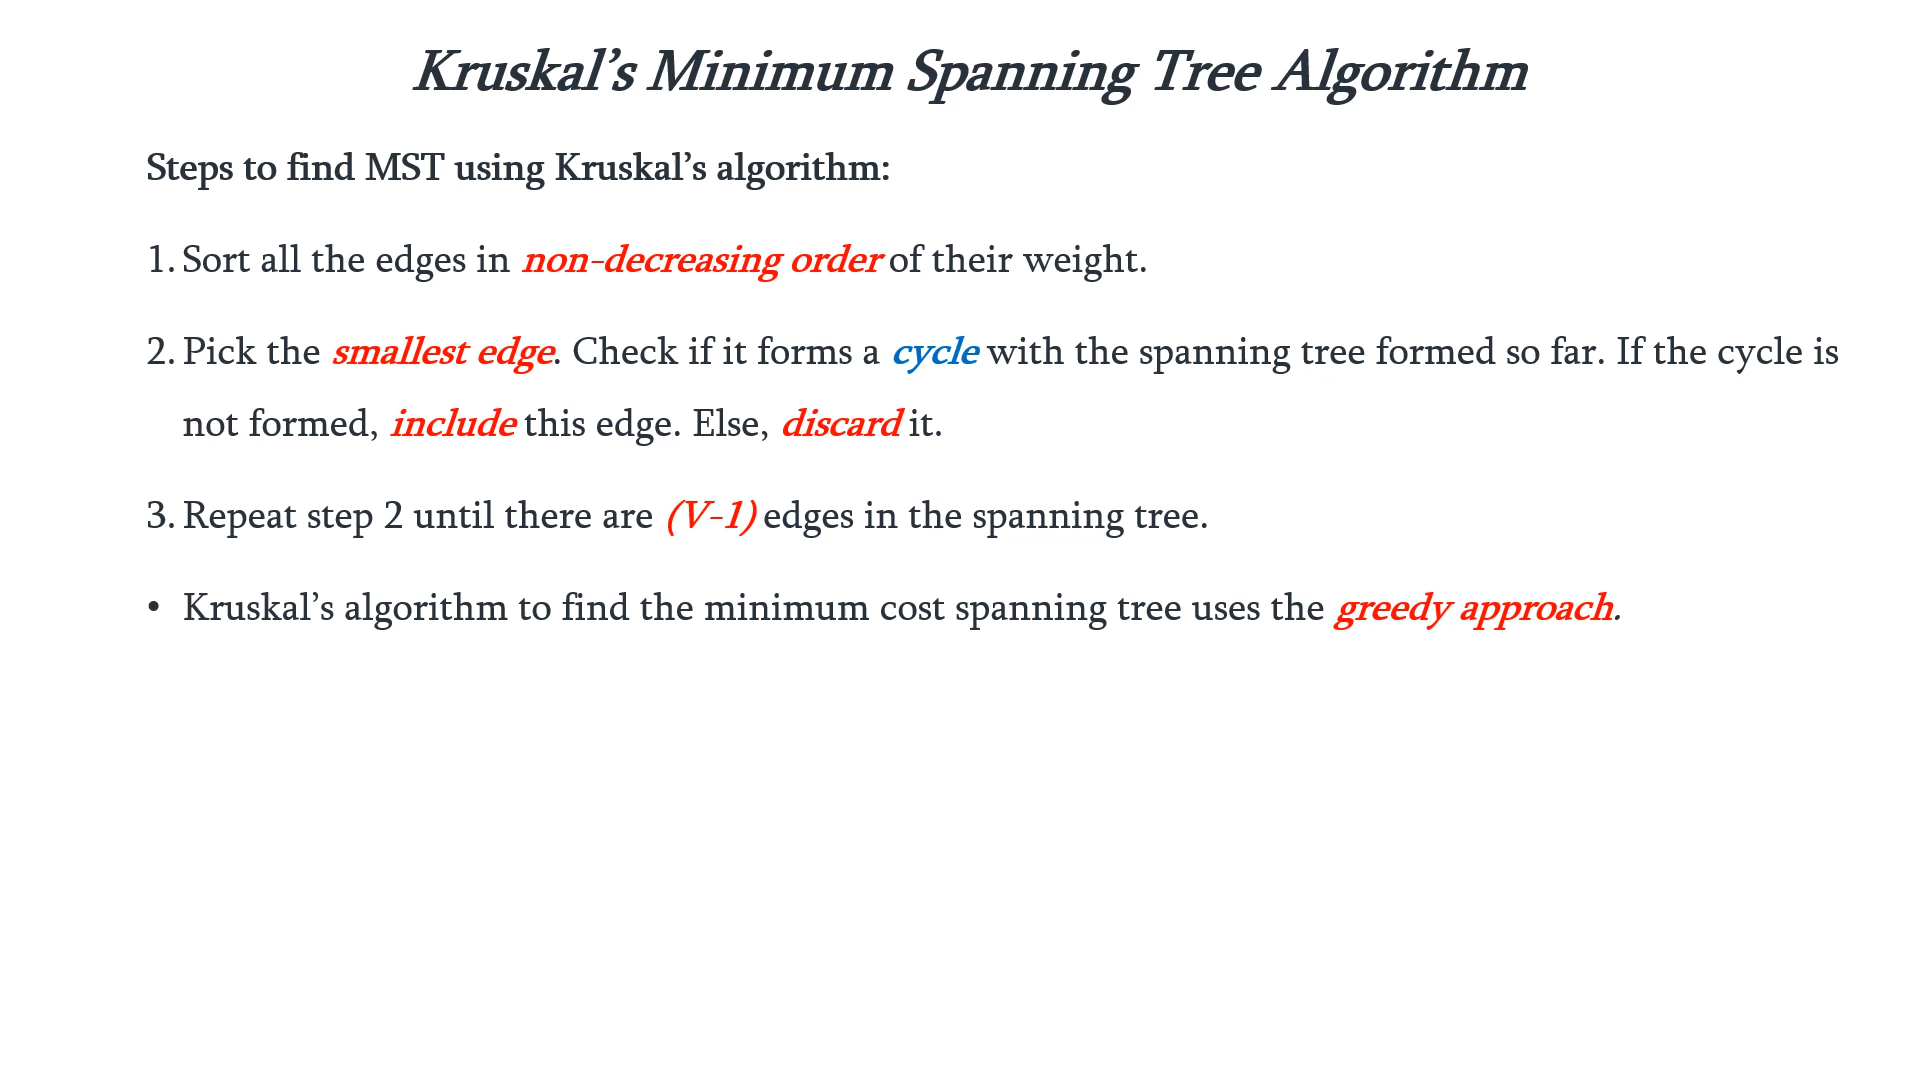 Kruskal’s Minimum Spanning Tree Algorithm
Steps to find MST using Kruskal’s algorithm:
1. Sort all the edges in non-decreasing order of their weight.
2. Pick the smallest edge. Check if it forms a cycle with the spanning tree formed so far. If the cycle is
not formed, include this edge. Else, discard it.
3. Repeat step 2 until there are (V-1) edges in the spanning tree.
• Kruskal’s algorithm to find the minimum cost spanning tree uses the greedy approach.